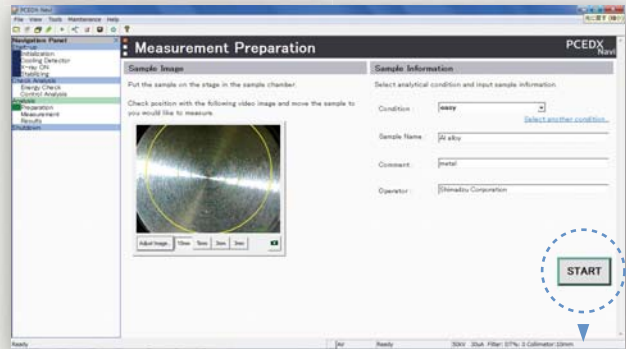 PCEDX-Navi
File View Tools Maintenance Help
Navigation Panel
Start-up
Initialization
Cooling Detector
X-ray ON
Stabilizing
Check Analysis
Energy Check
Control Analysis
Analysis
Preparation
Measurement
Results
Shutdown
Measurement Preparation
PCEDX
Navi
Sample Image
Put the sample on the stage in the sample chamber.
Check position with the following video image and move the sample to
you would like to measure.
Adjust Image.. 10mm 5mm 3mm 1mm
Sample Information
Select analytical condition and input sample information.
Condition : easy
Select another condition..
Sample Name : Al alloy
Comment : metal
Operator : Shimadzu Corporation
START
Ready
Ready